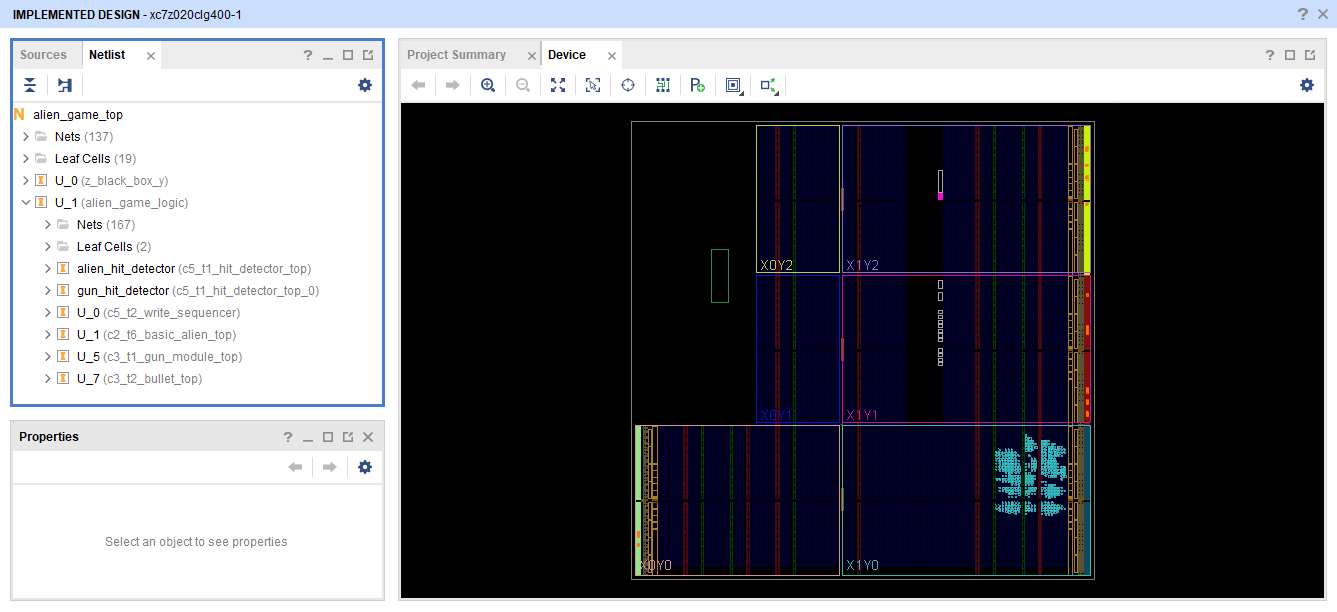 IMPLEMENTED DESIGN - xc7z020clg400-1
Sources Netlist
alien_game_top
Nets (137)
Leaf Cells (19)
U_0 (z_black_box_y)
U_1 (alien_game_logic)
Nets (167)
Leaf Cells (2)
alien_hit_detector (c5_t1_hit_detector_top)
gun_hit_detector (c5_t1_hit_detector_top_0)
U_0 (c5_t2_write_sequencer)
U_1 (c2_t6_basic_alien_top)
U_5 (c3_t1_gun_module_top)
U_7 (c3_t2_bullet_top)
Properties
Select an object to see properties
Project Summary Device
X0Y2 X1Y2
X0Y1 X1Y1
X0Y0 X1Y0